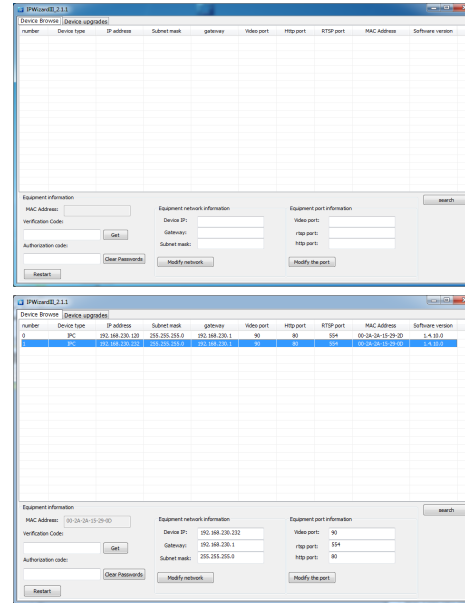 IPWizardIII_2.1.1
Device Browse Device upgrades
number Device type IP address Subnet mask gateway Video port Http port RTSP port MAC Address Software version
search
Equipment information
MAC Address: Equipment network information Equipment port information
Verification Code: Device IP: Video port:
Get Gateway: rtsp port:
Authorization code: Subnet mask: http port:
Clear Passwords Modify network Modify the port
Restart
IPWizardIII_2.1.1
Device Browse Device upgrades
number Device type IP address Subnet mask gateway Video port Http port RTSP port MAC Address Software version
0 IPC 192.168.230.120 255.255.255.0 192.168.230.1 90 80 554 00-2A-2A-15-29-2D 1.4.10.0
1 IPC 192.168.230.232 255.255.255.0 192.168.230.1 90 80 554 00-2A-2A-15-29-0D 1.4.10.0
search
Equipment information
MAC Address: 00-2A-2A-15-29-0D Equipment network information Equipment port information
Verification Code: Device IP: 192.168.230.232 Video port: 90
Get Gateway: 192.168.230.1 rtsp port: 554
Authorization code: Subnet mask: 255.255.255.0 http port: 80
Clear Passwords Modify network Modify the port
Restart